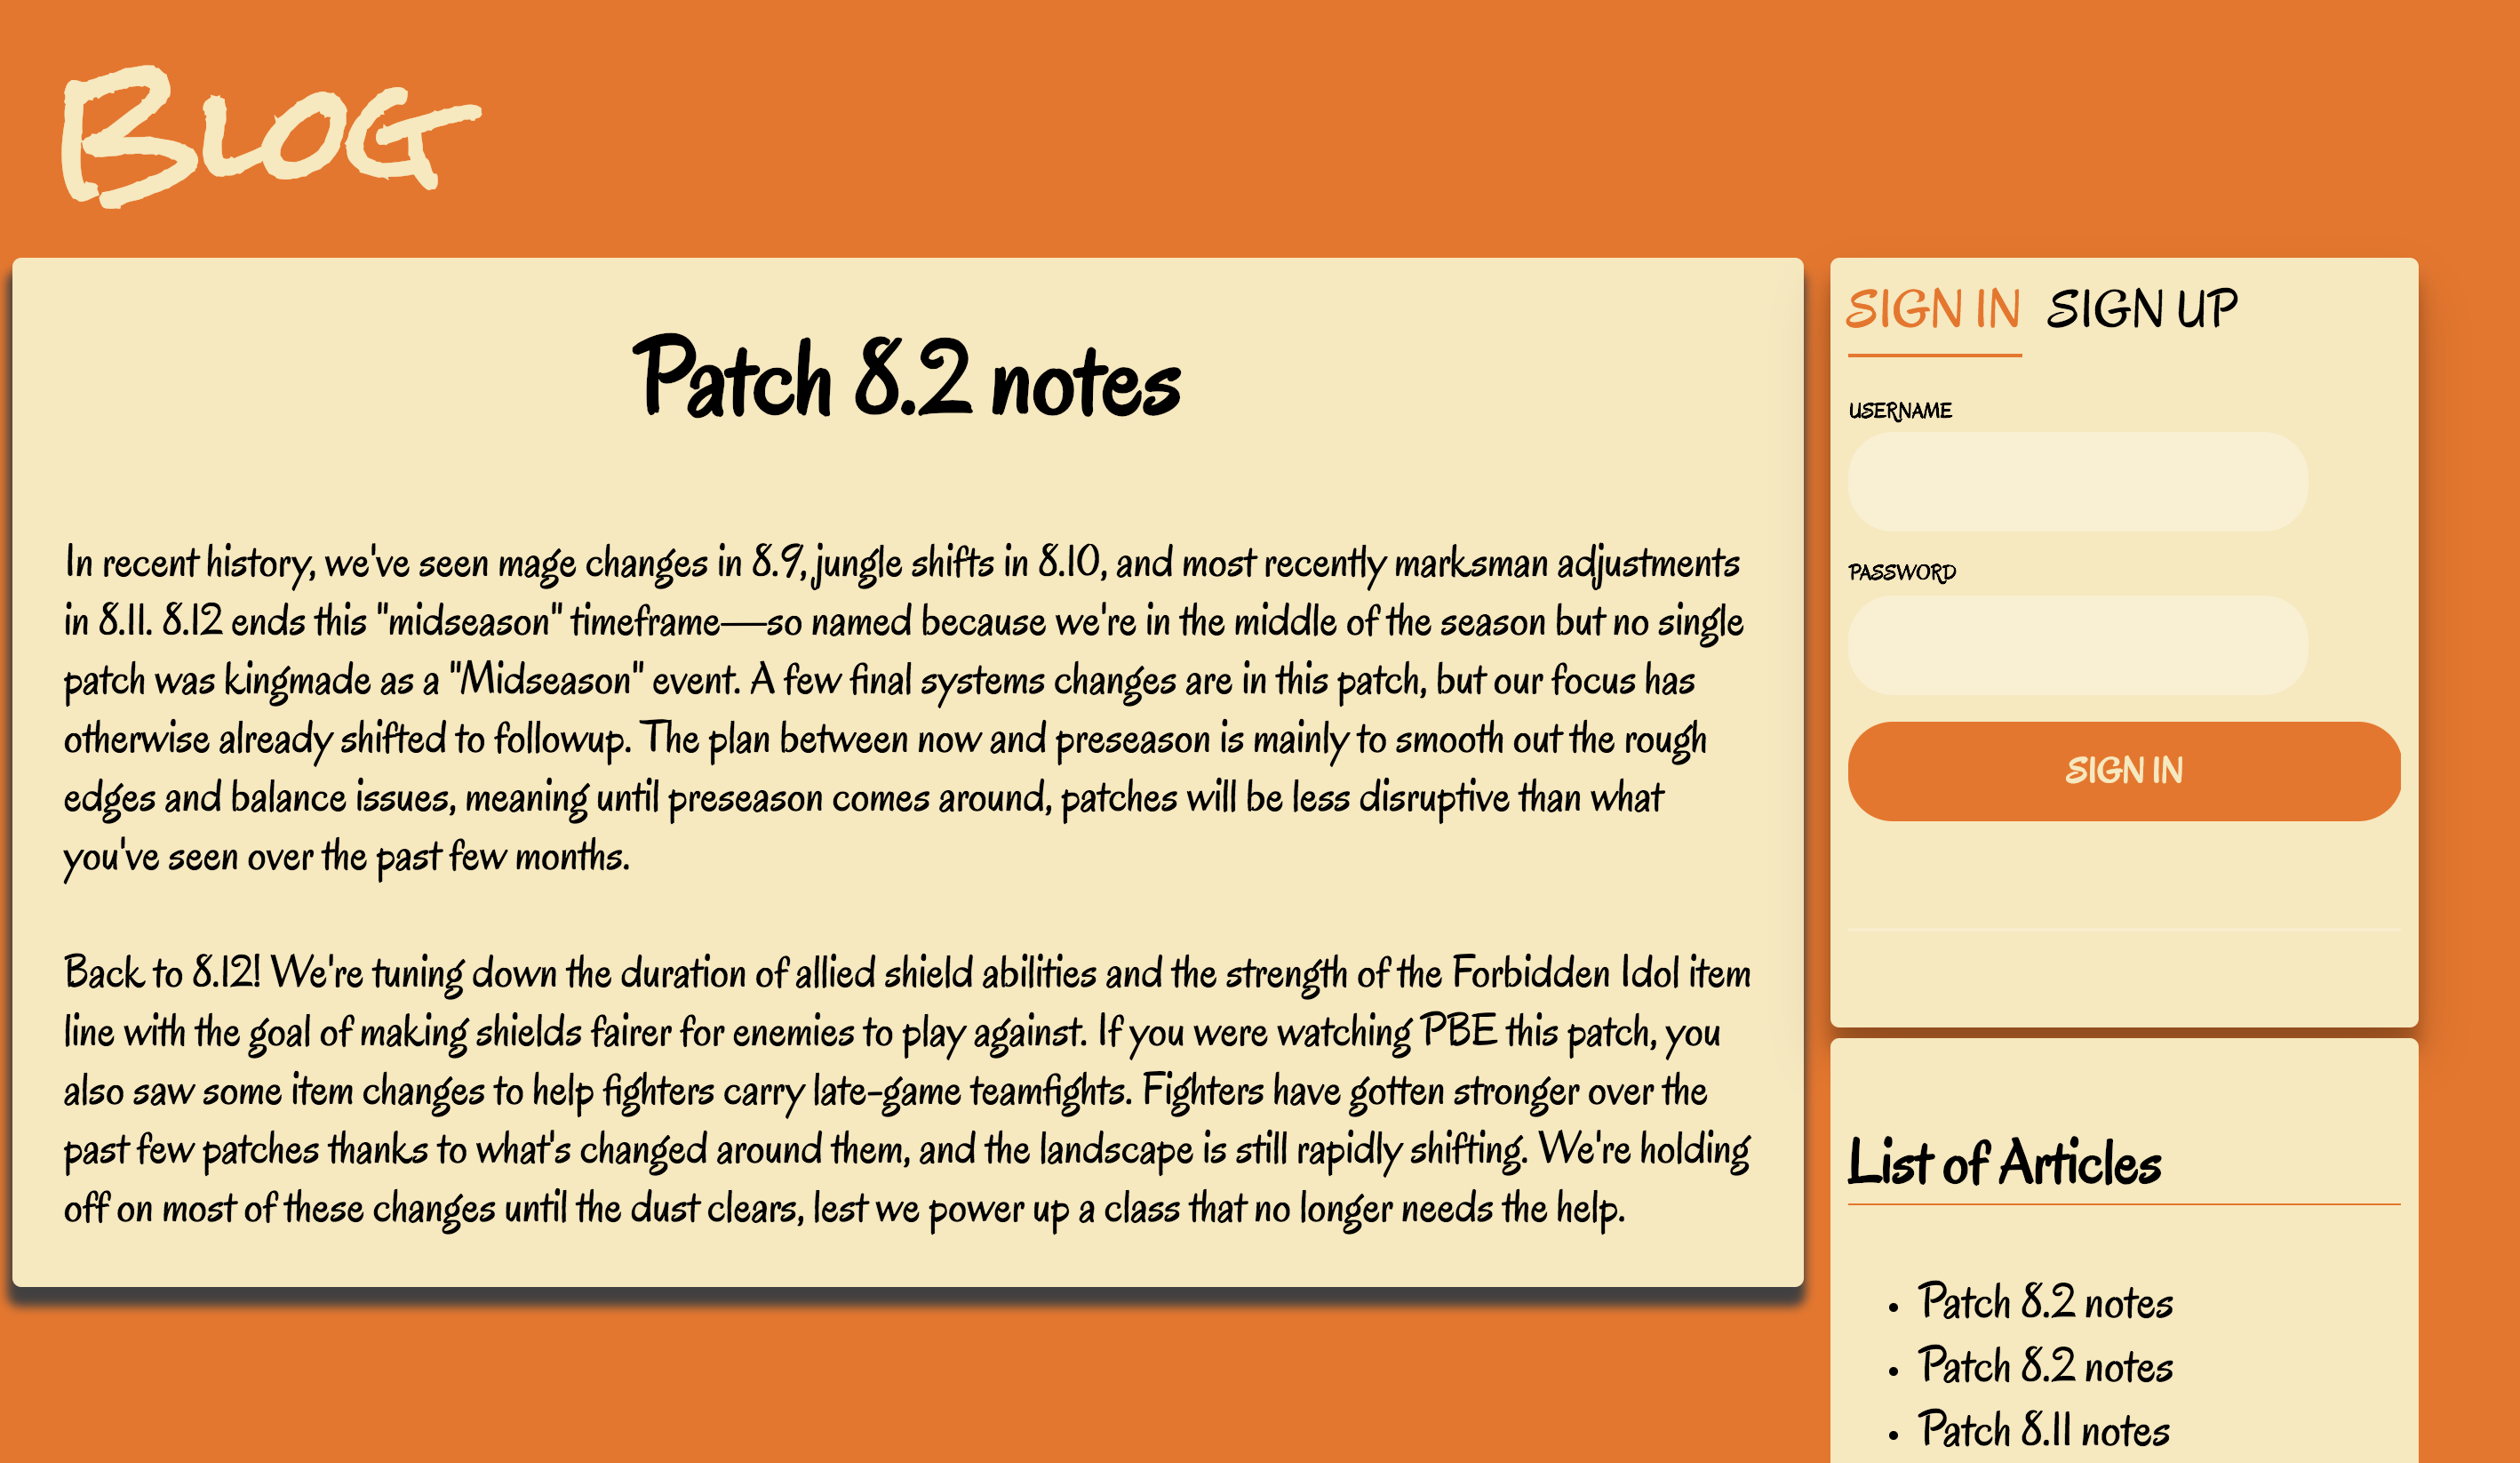 Blog
Patch 8.2 notes
In recent history, we've seen mage changes in 8.9, jungle shifts in 8.10, and most recently marksman adjustments
in 8.11. 8.12 ends this "midseason" timeframe—so named because we're in the middle of the season but no single
patch was kingmade as a "Midseason" event. A few final systems changes are in this patch, but our focus has
otherwise already shifted to followup. The plan between now and preseason is mainly to smooth out the rough
edges and balance issues, meaning until preseason comes around, patches will be less disruptive than what
you've seen over the past few months.
Back to 8.12! We're tuning down the duration of allied shield abilities and the strength of the Forbidden Idol item
line with the goal of making shields fairer for enemies to play against. If you were watching PBE this patch, you
also saw some item changes to help fighters carry late-game teamfights. Fighters have gotten stronger over the
past few patches thanks to what's changed around them, and the landscape is still rapidly shifting. We're holding
off on most of these changes until the dust clears, lest we power up a class that no longer needs the help.
SIGN IN SIGN UP
USERNAME
PASSWORD
SIGN IN
List of Articles
• Patch 8.2 notes
• Patch 8.2 notes
• Patch 8.11 notes